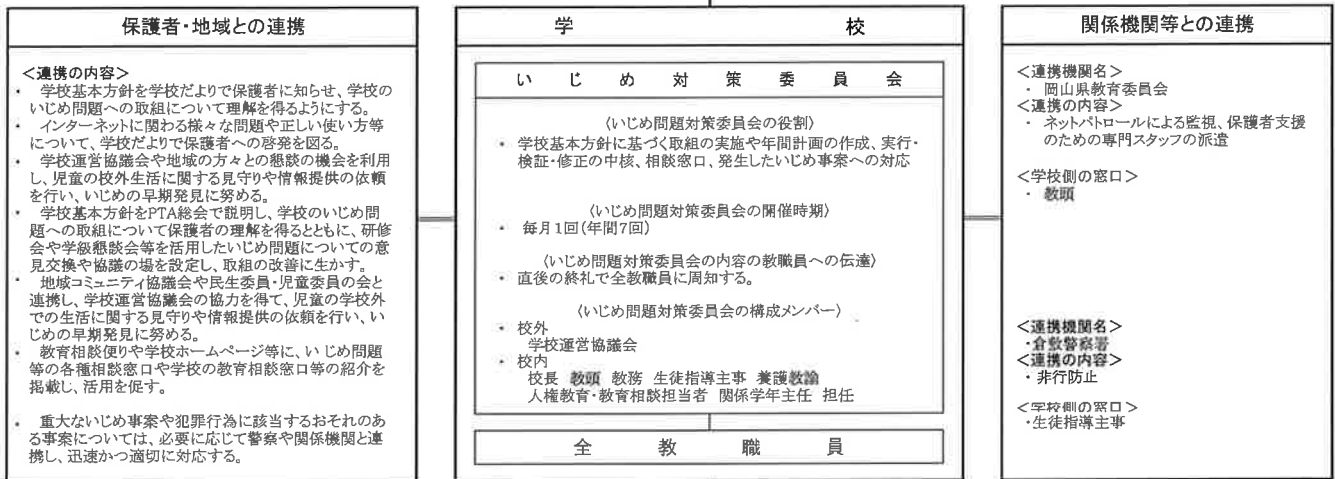 保護者・地域との連携
<連携の内容>
・ 学校基本方針を学校だよりで保護者に知らせ、学校の
いじめ問題への取組について理解を得るようにする。
・ インターネットに関わる様々な問題や正しい使い方等
について、学校だよりで保護者への啓発を図る。
・ 学校運営協議会や地域の方々との懇談の機会を利用
し、児童の校外生活に関する見守りや情報提供の依頼
を行い、いじめの早期発見に努める。
・ 学校基本方針をPTA総会で説明し、学校のいじめ問
題への取組について保護者の理解を得るとともに、研修
会や学級懇談会等を活用したいじめ問題についての意
見交換や協議の場を設定し、取組の改善に生かす。
・ 地域コミュニティ協議会や民生委員・児童委員の会と
連携し、学校運営協議会の協力を得て、児童の学校外
での生活に関する見守りや情報提供の依頼を行い、い
じめの早期発見に努める。
・ 教育相談便りや学校ホームページ等に、いじめ問題
等の各種相談窓口や学校の教育相談窓口等の紹介を
掲載し、活用を促す。
・ 重大ないじめ事案や犯罪行為に該当するおそれのあ
る事案については、必要に応じて警察や関係機関と連
携し、迅速かつ適切に対応する。
学 校
い じ め 対 策 委 員 会
〈いじめ問題対策委員会の役割〉
・ 学校基本方針に基づく取組の実施や年間計画の作成、実行・
検証・修正の中核、相談窓口、発生したいじめ事案への対応
〈いじめ問題対策委員会の開催時期〉
・ 毎月1回(年間7回)
〈いじめ問題対策委員会の内容の教職員への伝達〉
・ 直後の終礼で全教職員に周知する。
〈いじめ問題対策委員会の構成メンバー〉
・ 校外
学校運営協議会
・ 校内
校長 教頭 教務 生徒指導主事 養護教諭
人権教育・教育相談担当者 関係学年主任 担任
全 教 職 員
関係機関等との連携
<連携機関名>
・ 岡山県教育委員会
<連携の内容>
・ ネットパトロールによる監視、保護者支援
のための専門スタッフの派遣
<学校側の窓口>
・ 教頭
<連携機関名>
・倉敷警察署
<連携の内容>
・ 非行防止
<学校側の窓口>
・生徒指導主事